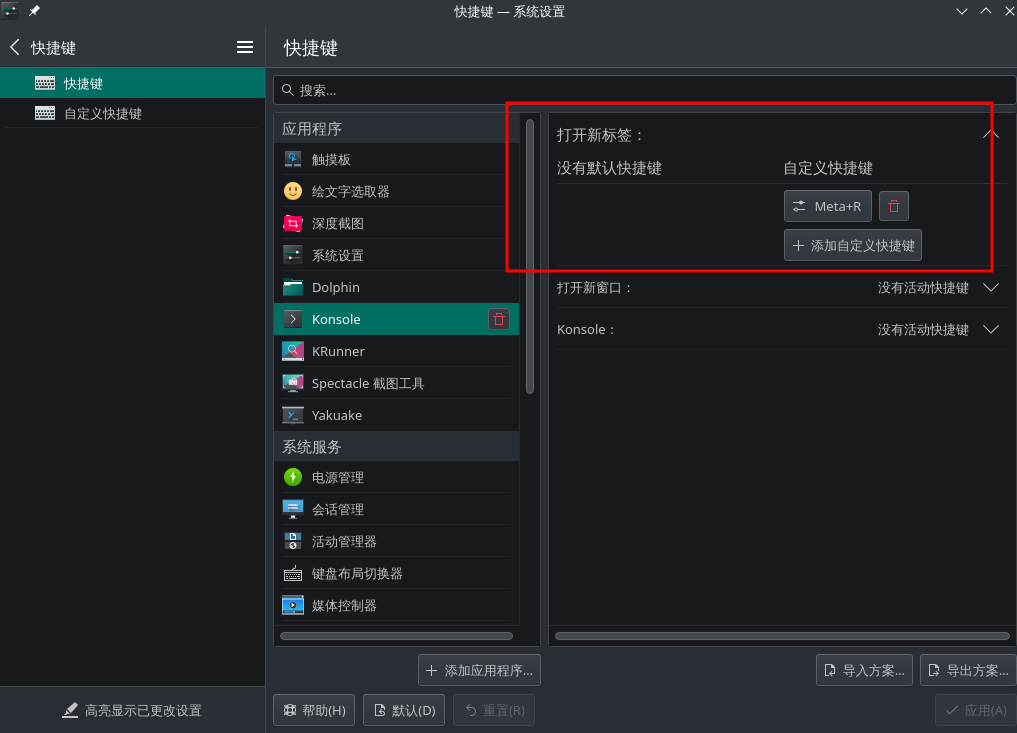 快捷键 — 系统设置
快捷键
快捷键
自定义快捷键
高亮显示已更改设置
快捷键
搜索...
应用程序
触摸板
绘文字选取器
深度截图
系统设置
Dolphin
Konsole
KRunner
Spectacle 截图工具
Yakuake
系统服务
电源管理
会话管理
活动管理器
键盘布局切换器
媒体控制器
添加应用程序...
打开新标签：
没有默认快捷键 自定义快捷键
Meta+R
添加自定义快捷键
打开新窗口： 没有活动快捷键
Konsole： 没有活动快捷键
导入方案... 导出方案...
帮助(H) 默认(D) 重置(R) 应用(A)